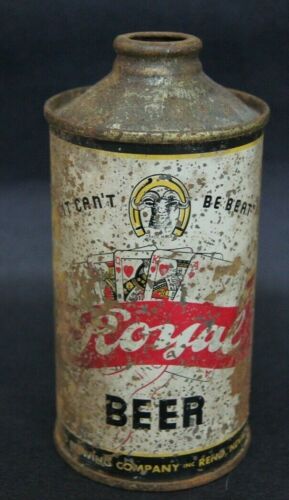 "IT CAN'T BE BEAT"
Royal
BEER
COMPANY INC RENO,